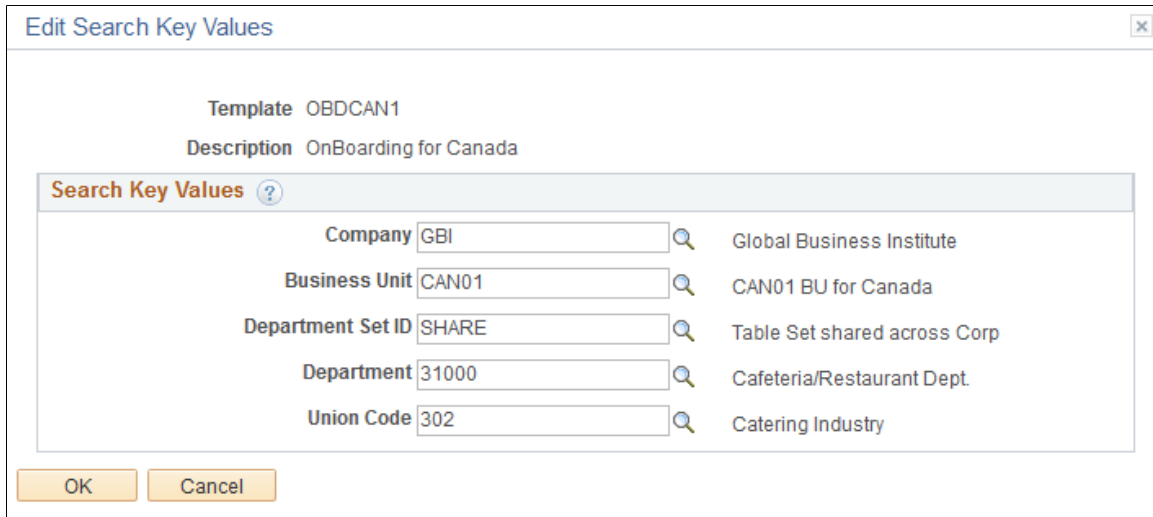 Edit Search Key Values
Template OBDCAN1
Description OnBoarding for Canada
Search Key Values ?
Company GBI Global Business Institute
Business Unit CAN01 CAN01 BU for Canada
Department Set ID SHARE Table Set shared across Corp
Department 31000 Cafeteria/Restaurant Dept.
Union Code 302 Catering Industry
OK Cancel